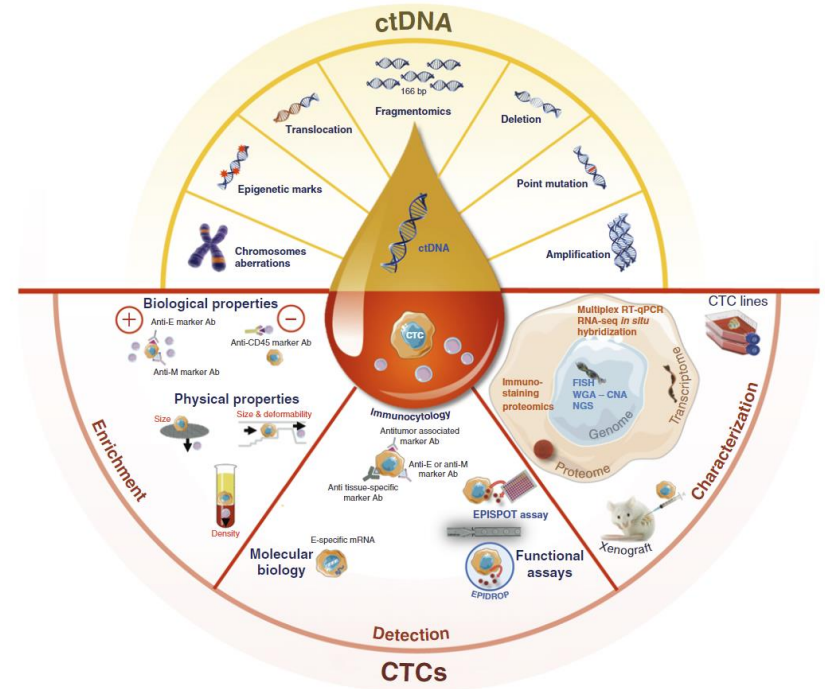 ctDNA
166 bp
Fragmentomics
Translocation
Deletion
Epigenetic marks
Point mutation
Chromosomes
aberrations
Amplification
ctDNA
CTC
Biological properties
+
−
Anti-E marker Ab
Anti-CD45 marker Ab
Anti-M marker Ab
Physical properties
Size
Size & deformability
Density
Enrichment
Immunocytology
Antitumor associated
marker Ab
Anti-E or anti-M
marker Ab
Anti tissue-specific
marker Ab
EPISPOT assay
E-specific mRNA
Molecular
biology
Functional
assays
EPIDROP
Detection
Multiplex RT-qPCR
RNA-seq in situ
hybridization
Immuno-
staining
proteomics
FISH
WGA – CNA
NGS
Genome
Transcriptome
Proteome
CTC lines
Xenograft
Characterization
CTCs